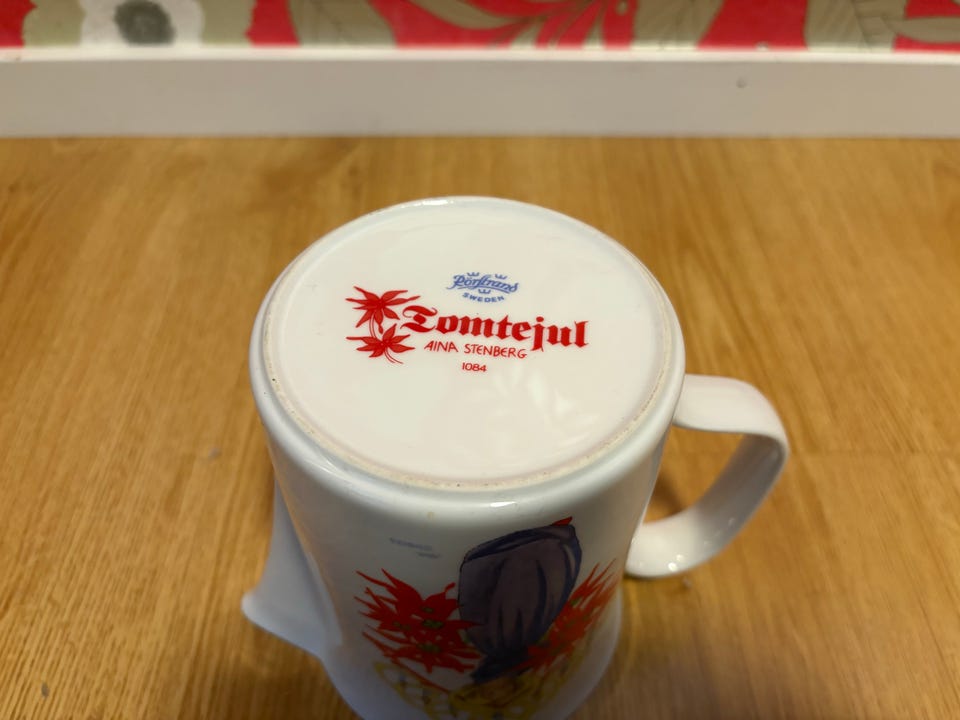 Rörstrand
SWEDEN
Tomtejul
AINA STENBERG
1084